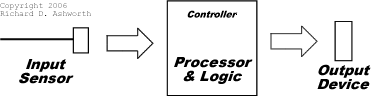 Copyright 2006
Richard D. Ashworth
Controller
Input
Sensor
Processor
& Logic
Output
Device